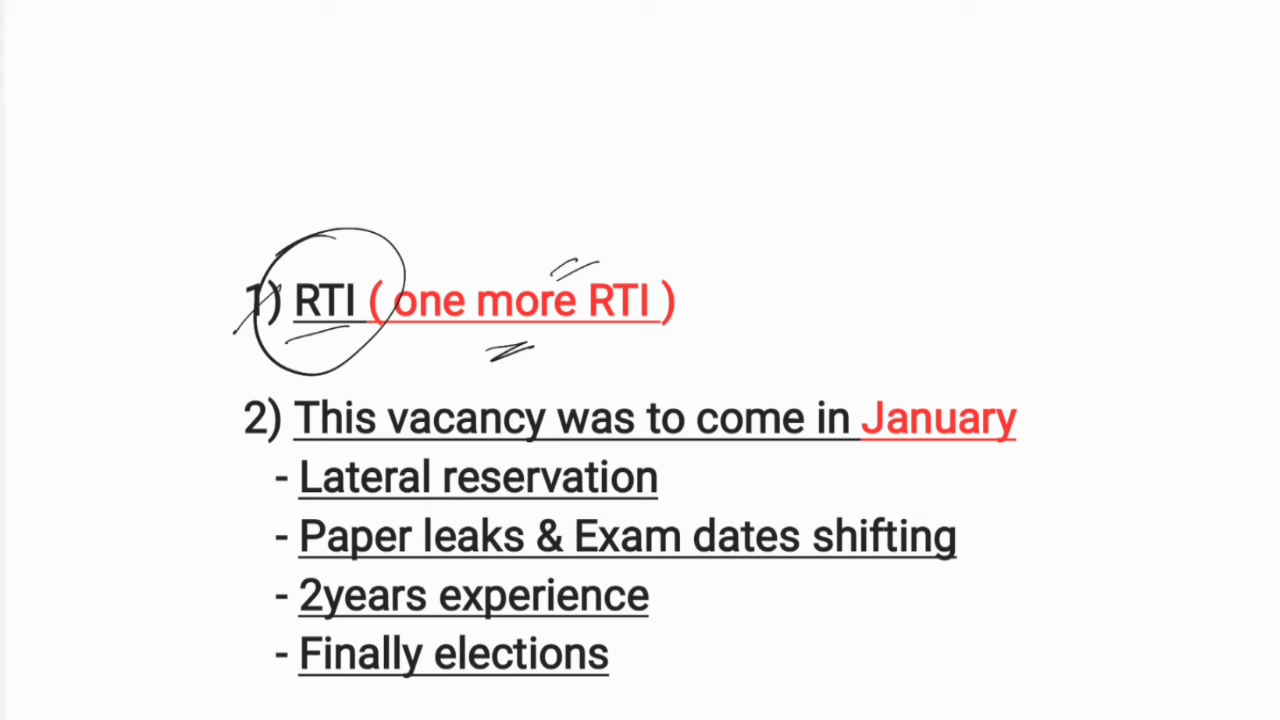 1) RTI ( one more RTI )
2) This vacancy was to come in January
- Lateral reservation
- Paper leaks & Exam dates shifting
- 2years experience
- Finally elections